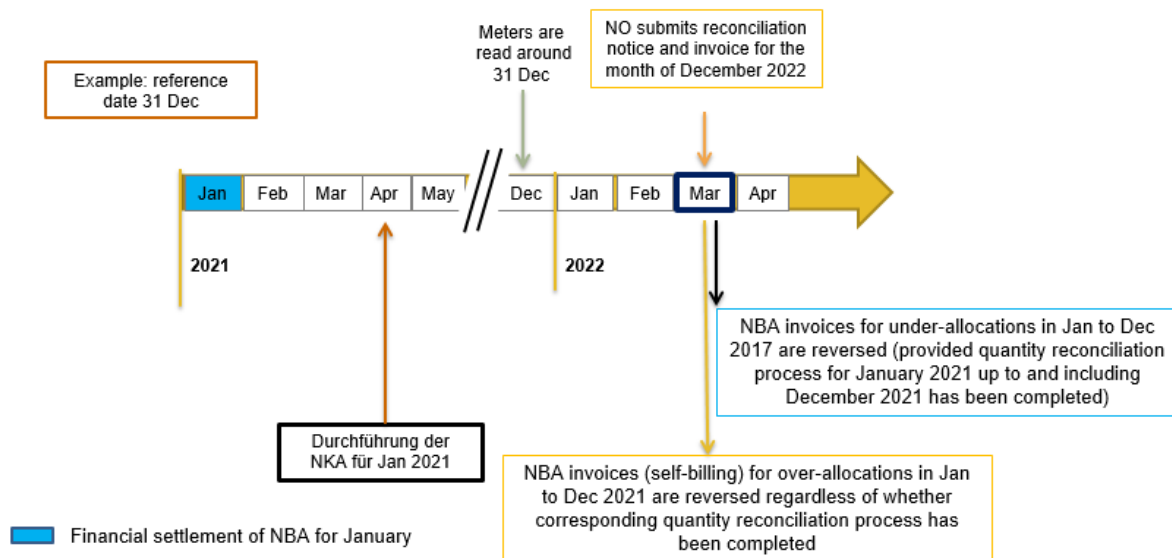 Example: reference
date 31 Dec
Meters are
read around
31 Dec
NO submits reconciliation
notice and invoice for the
month of December 2022
Jan
Feb
Mar
Apr
May
Dec
Jan
Feb
Mar
Apr
2021
2022
NBA invoices for under-allocations in Jan to Dec
2017 are reversed (provided quantity reconciliation
process for January 2021 up to and including
December 2021 has been completed)
Durchführung der
NKA für Jan 2021
NBA invoices (self-billing) for over-allocations in Jan
to Dec 2021 are reversed regardless of whether
corresponding quantity reconciliation process has
been completed
Financial settlement of NBA for January